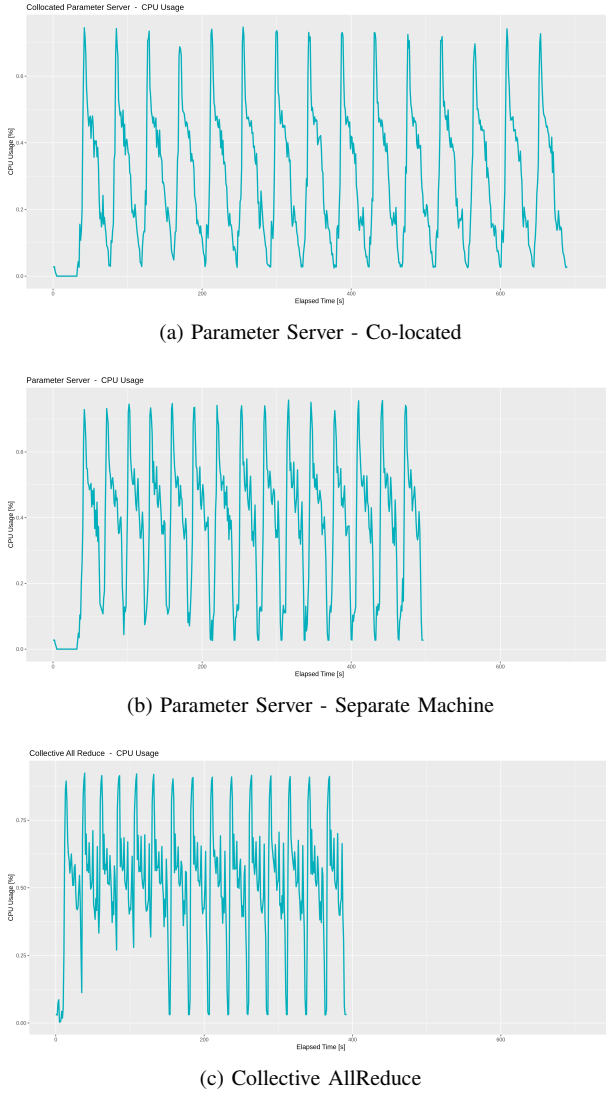 Collocated Parameter Server - CPU Usage
CPU Usage [%]
0.6
0.4
0.2
0.0
0
200
400
600
Elapsed Time [s]
(a) Parameter Server - Co-located
Parameter Server - CPU Usage
CPU Usage [%]
0.6
0.4
0.2
0.0
0
200
400
600
Elapsed Time [s]
(b) Parameter Server - Separate Machine
Collective All Reduce - CPU Usage
CPU Usage [%]
0.75
0.50
0.25
0.00
0
200
400
600
Elapsed Time [s]
(c) Collective AllReduce